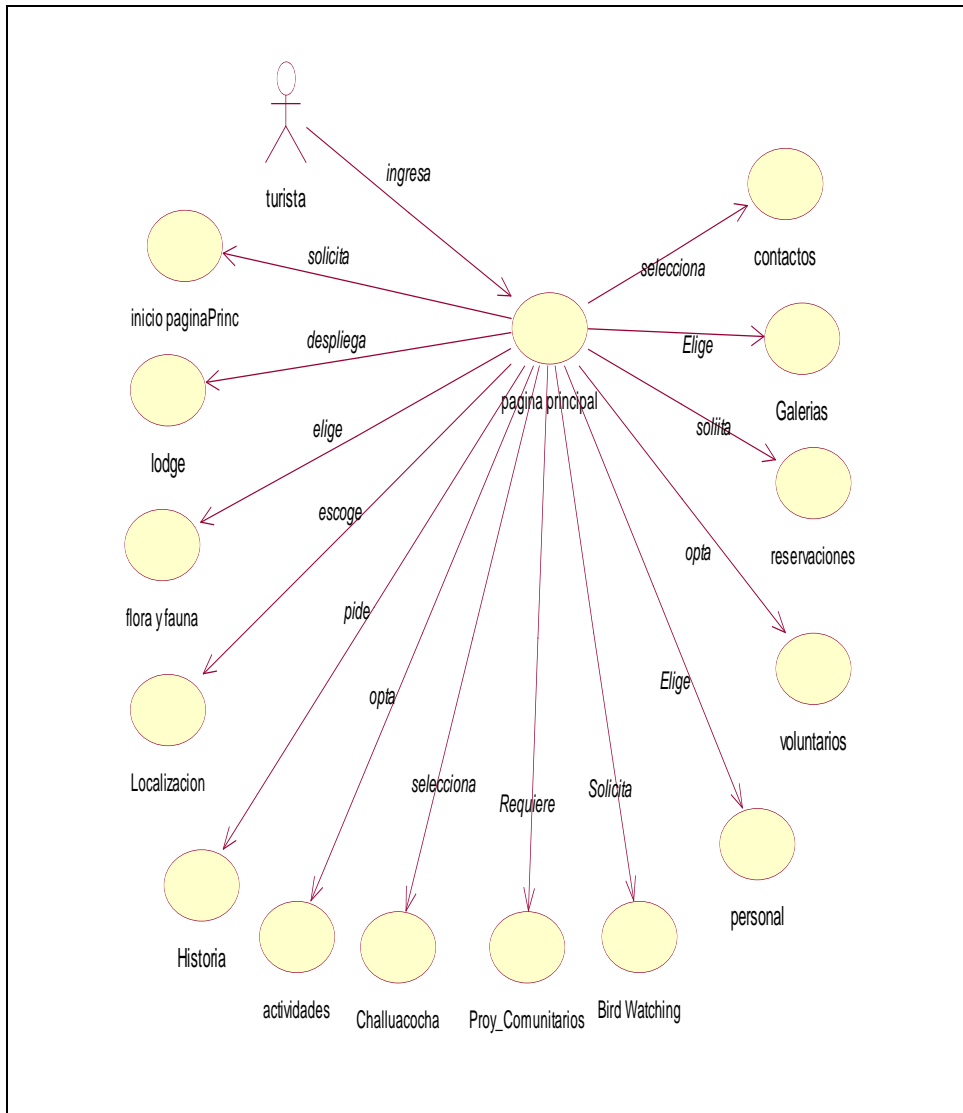 turista
ingresa
solicita
inicio paginaPrinc
despliega
lodge
elige
flora y fauna
escoge
Localizacion
pide
Historia
opta
actividades
selecciona
Challuacocha
Requiere
Proy_Comunitarios
Solicita
Bird Watching
pagina principal
selecciona
contactos
Elige
Galerias
soliita
reservaciones
opta
voluntarios
Elige
personal